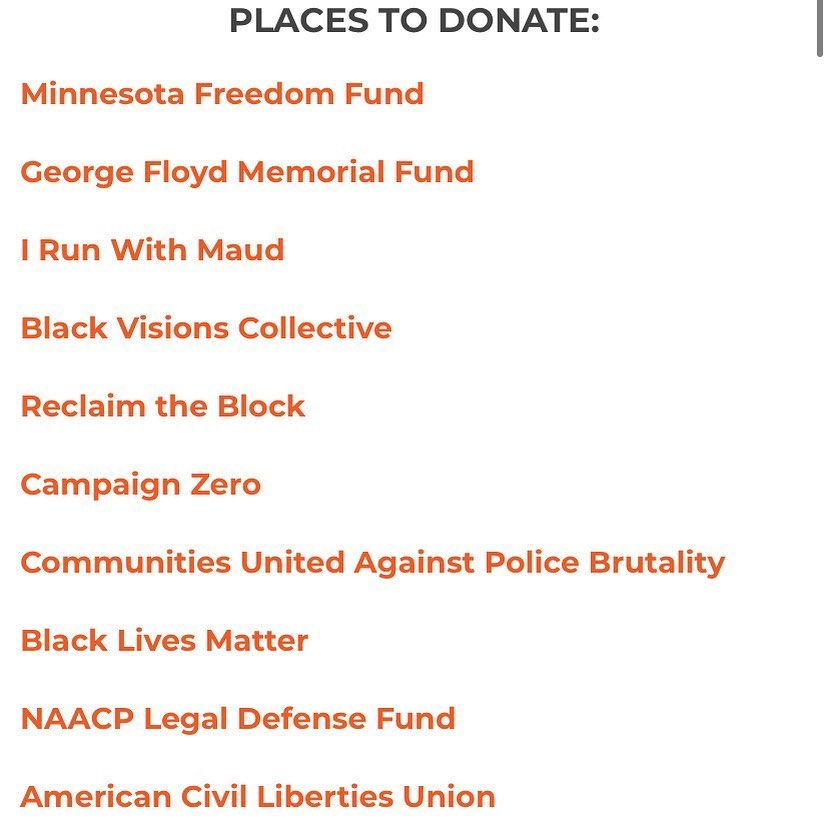 PLACES TO DONATE:
Minnesota Freedom Fund
George Floyd Memorial Fund
I Run With Maud
Black Visions Collective
Reclaim the Block
Campaign Zero
Communities United Against Police Brutality
Black Lives Matter
NAACP Legal Defense Fund
American Civil Liberties Union